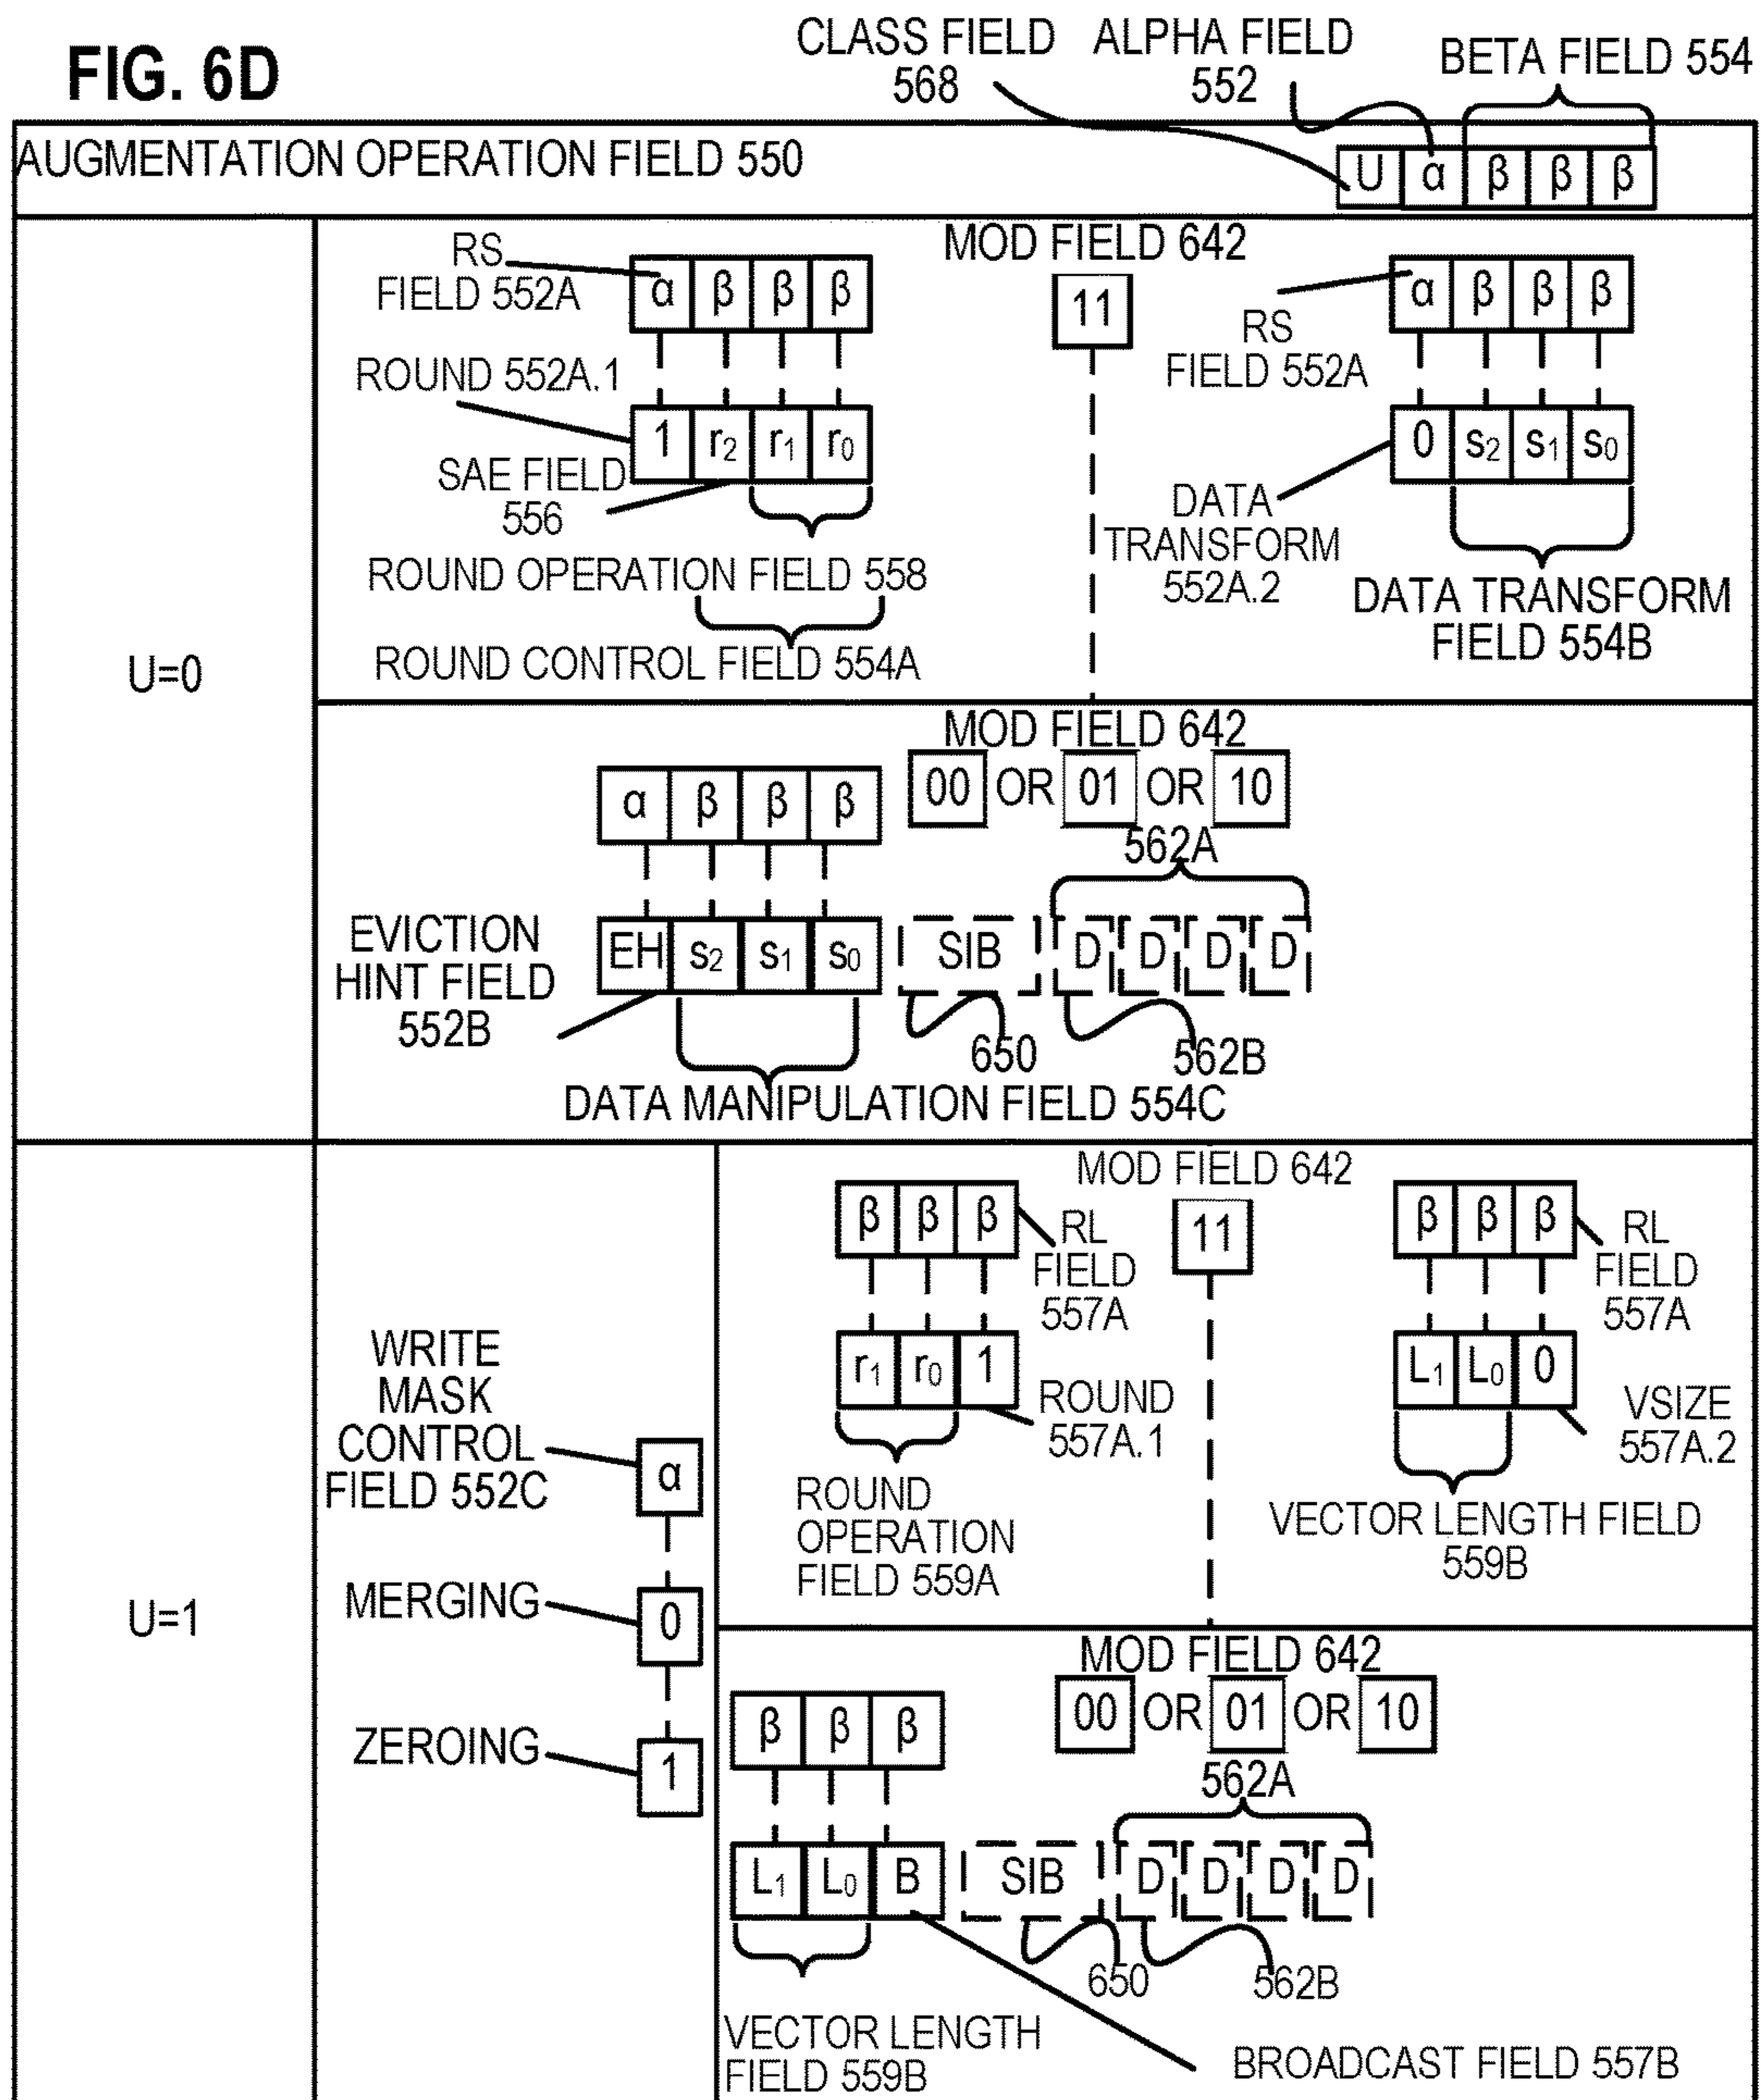 FIG. 6D
CLASS FIELD
568
ALPHA FIELD
552
BETA FIELD 554
AUGMENTATION OPERATION FIELD 550
U α β β β
U=0
MOD FIELD 642
11
RS
FIELD 552A
α β β β
ROUND 552A.1
1 r₂ r₁ r₀
SAE FIELD
556
ROUND OPERATION FIELD 558
ROUND CONTROL FIELD 554A
α β β β
RS
FIELD 552A
0 s₂ s₁ s₀
DATA
TRANSFORM
552A.2
DATA TRANSFORM
FIELD 554B
MOD FIELD 642
00 OR 01 OR 10
α β β β
562A
EVICTION
HINT FIELD
552B
EH s₂ s₁ s₀ SIB D D D D
650
562B
DATA MANIPULATION FIELD 554C
U=1
WRITE
MASK
CONTROL
FIELD 552C
α
MERGING
0
ZEROING
1
MOD FIELD 642
11
β β β
RL
FIELD
557A
r₁ r₀ 1
ROUND
557A.1
ROUND
OPERATION
FIELD 559A
β β β
RL
FIELD
557A
L₁ L₀ 0
VSIZE
557A.2
VECTOR LENGTH FIELD
559B
MOD FIELD 642
00 OR 01 OR 10
β β β
562A
L₁ L₀ B SIB D D D D
650
562B
VECTOR LENGTH
FIELD 559B
BROADCAST FIELD 557B